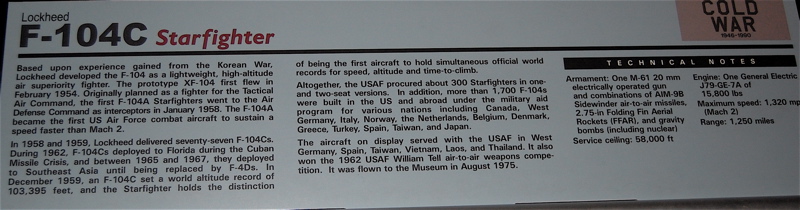 Lockheed
F-104C Starfighter
COLD
WAR
1946-1990
Based upon experience gained from the Korean War,
Lockheed developed the F-104 as a lightweight, high-altitude
air superiority fighter. The prototype XF-104 first flew in
February 1954. Originally planned as a fighter for the Tactical
Air Command, the first F-104A Starfighters went to the Air
Defense Command as interceptors in January 1958. The F-104A
became the first US Air Force combat aircraft to sustain a
speed faster than Mach 2.
In 1958 and 1959, Lockheed delivered seventy-seven F-104Cs.
During 1962, F-104Cs deployed to Florida during the Cuban
Missile Crisis, and between 1965 and 1967, they deployed
to Southeast Asia until being replaced by F-4Ds. In
December 1959, an F-104C set a world altitude record of
103,395 feet, and the Starfighter holds the distinction
of being the first aircraft to hold simultaneous official world
records for speed, altitude and time-to-climb.
Altogether, the USAF procured about 300 Starfighters in one-
and two-seat versions. In addition, more than 1,700 F-104s
were built in the US and abroad under the military aid
program for various nations including Canada, West
Germany, Italy, Norway, the Netherlands, Belgium, Denmark,
Greece, Turkey, Spain, Taiwan, and Japan.
The aircraft on display served with the USAF in West
Germany, Spain, Taiwan, Vietnam, Laos, and Thailand. It also
won the 1962 USAF William Tell air-to-air weapons compe-
tition. It was flown to the Museum in August 1975.
TECHNICAL NOTES
Armament: One M-61 20 mm
electrically operated gun
and combinations of AIM-9B
Sidewinder air-to-air missiles,
2.75-in Folding Fin Aerial
Rockets (FFAR), and gravity
bombs (including nuclear)
Service ceiling: 58,000 ft
Engine: One General Electric
J79-GE-7A of
15,800 lbs
Maximum speed: 1,320 mp
(Mach 2)
Range: 1,250 miles